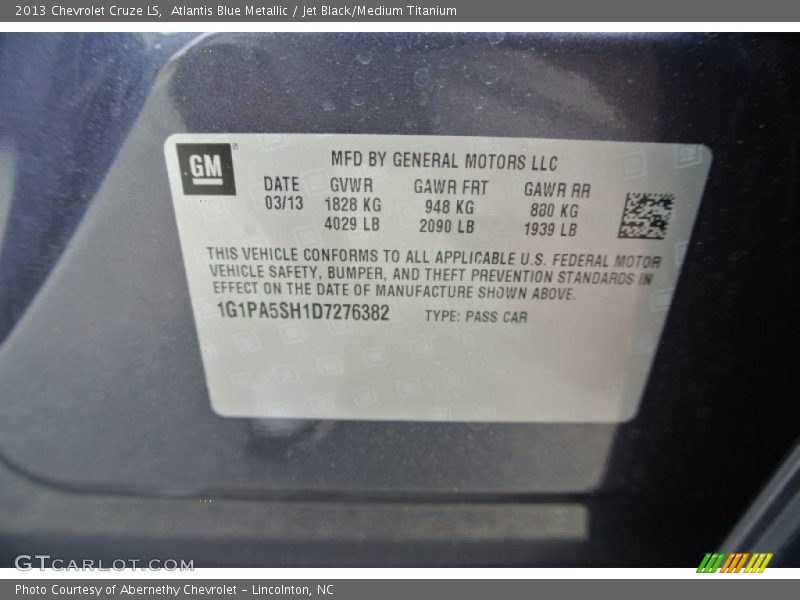 2013 Chevrolet Cruze LS,  Atlantis Blue Metallic / Jet Black/Medium Titanium
GM
®
MFD BY GENERAL MOTORS LLC
DATE GVWR GAWR FRT GAWR RR
03/13 1828 KG 948 KG 880 KG
4029 LB 2090 LB 1939 LB
THIS VEHICLE CONFORMS TO ALL APPLICABLE U.S. FEDERAL MOTOR
VEHICLE SAFETY, BUMPER, AND THEFT PREVENTION STANDARDS IN
EFFECT ON THE DATE OF MANUFACTURE SHOWN ABOVE.
1G1PA5SH1D7276382 TYPE: PASS CAR
GTCARLOT.COM
Photo Courtesy of Abernethy Chevrolet – Lincolnton, NC